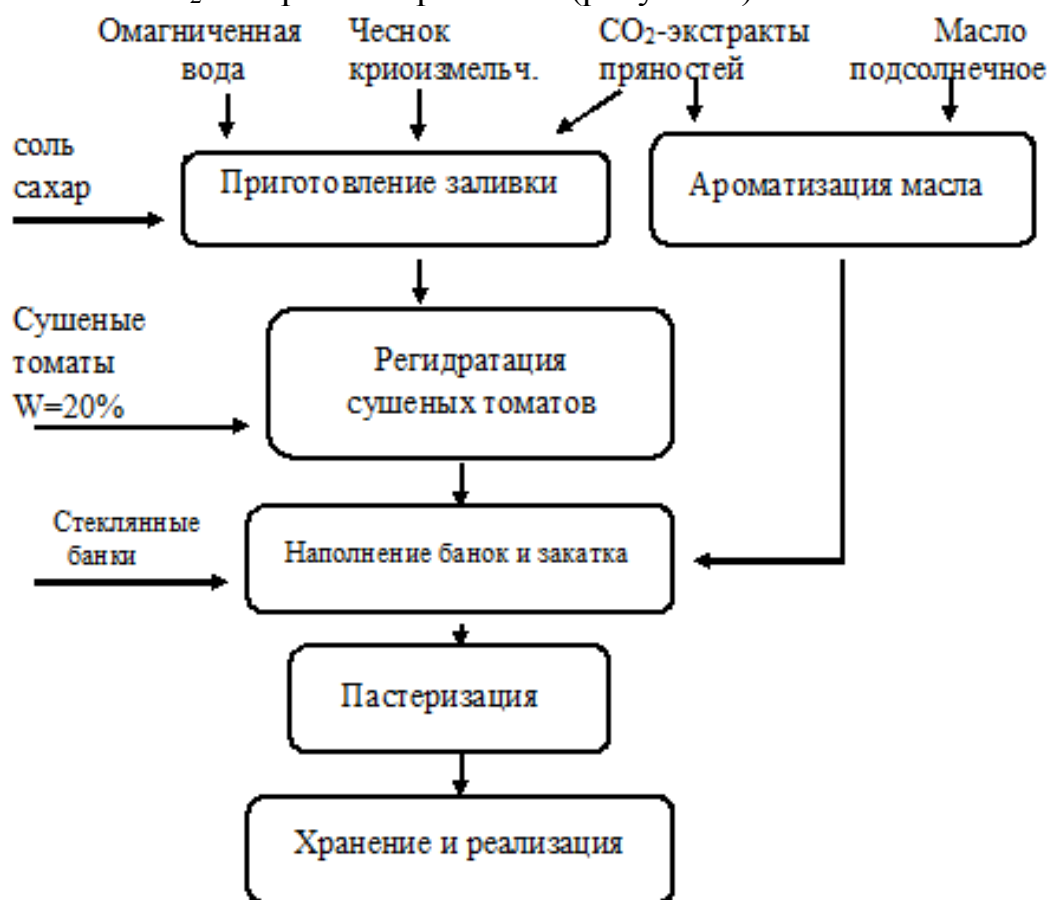 Омагниченная
вода
Чеснок
криоизмельч.
СО₂-экстракты
пряностей
Масло
подсолнечное
соль
сахар
Приготовление заливки
Ароматизация масла
Сушеные
томаты
W=20%
Регидратация
сушеных томатов
Стеклянные
банки
Наполнение банок и закатка
Пастеризация
Хранение и реализация